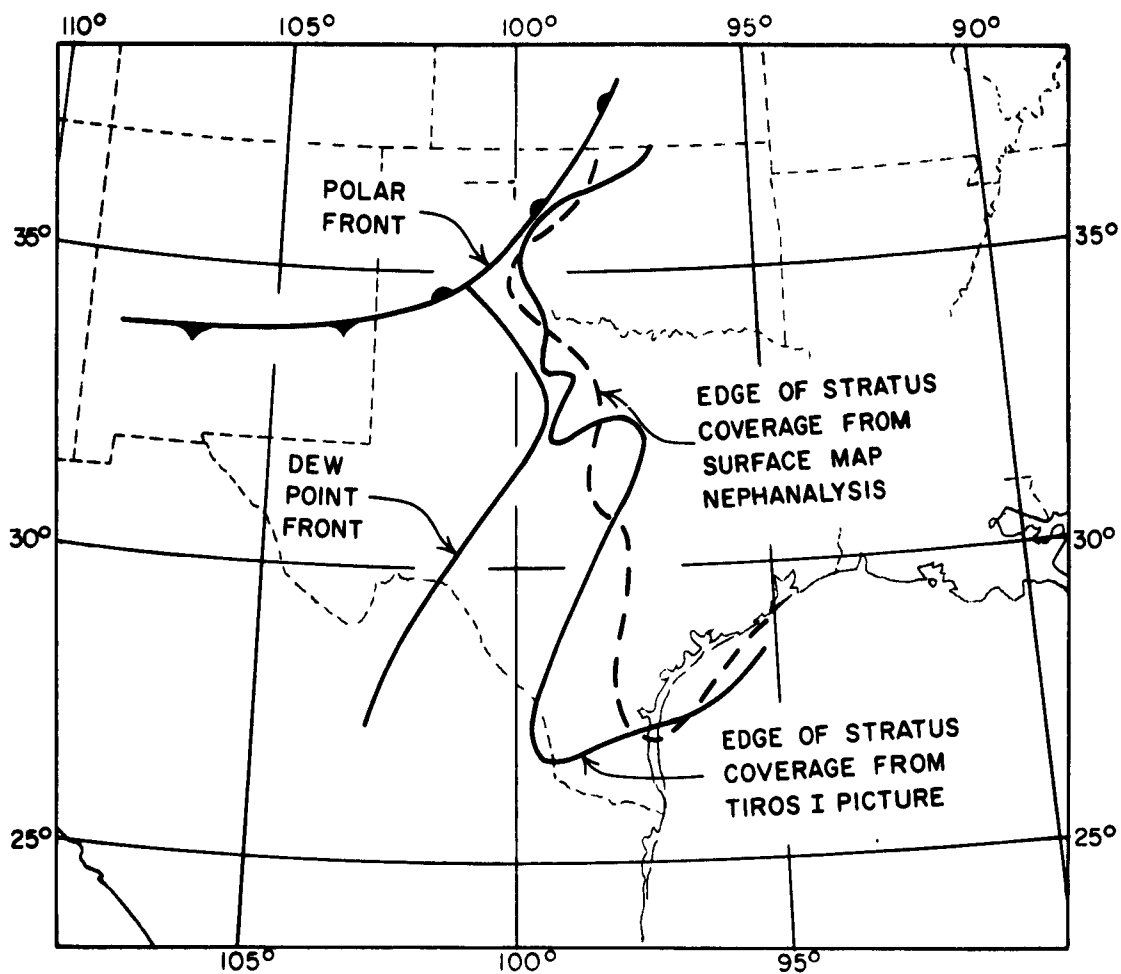 110° 105° 100° 95° 90°
POLAR
FRONT
35° 35°
EDGE OF STRATUS
COVERAGE FROM
SURFACE MAP
NEPHANALYSIS
DEW
POINT
FRONT
30° 30°
EDGE OF STRATUS
COVERAGE FROM
TIROS I PICTURE
25° 25°
105° 100° 95°